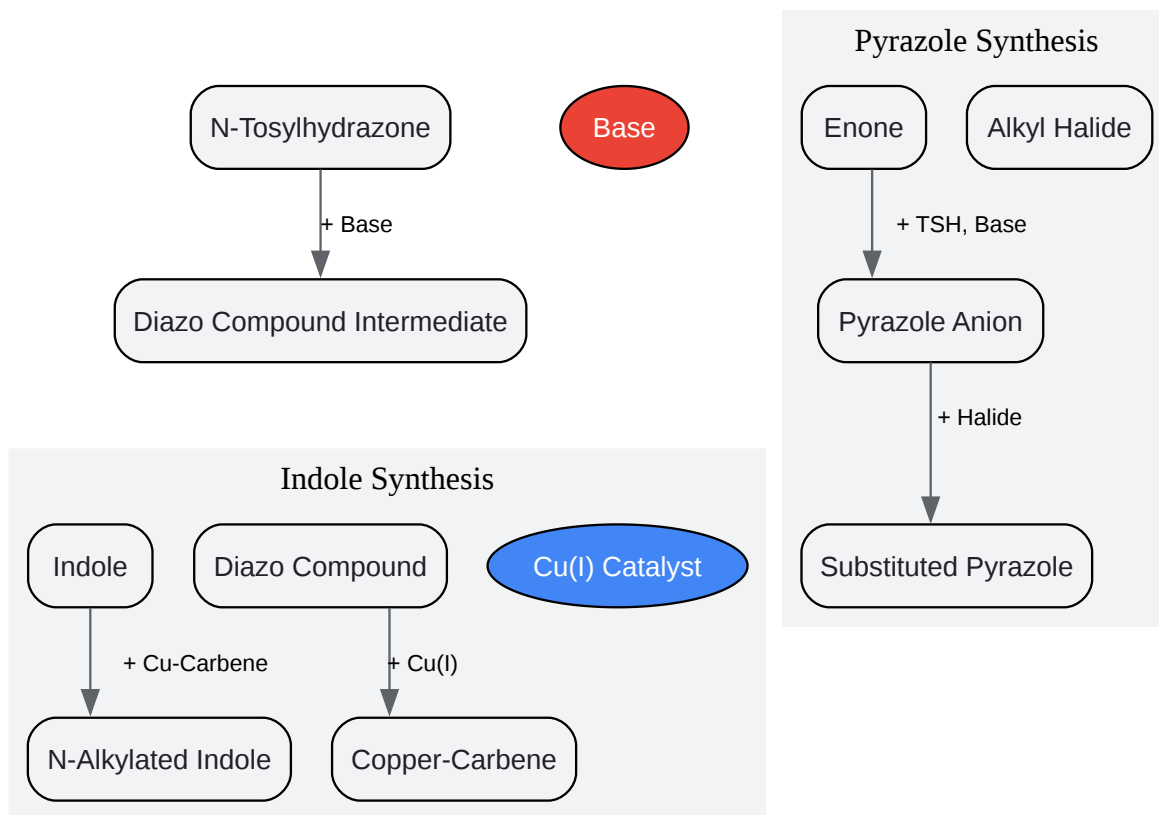 N-Tosylhydrazone
Base
+ Base
Diazo Compound Intermediate
Pyrazole Synthesis
Enone
Alkyl Halide
+ TSH, Base
Pyrazole Anion
+ Halide
Substituted Pyrazole
Indole Synthesis
Indole
Diazo Compound
Cu(I) Catalyst
+ Cu-Carbene
+ Cu(I)
N-Alkylated Indole
Copper-Carbene